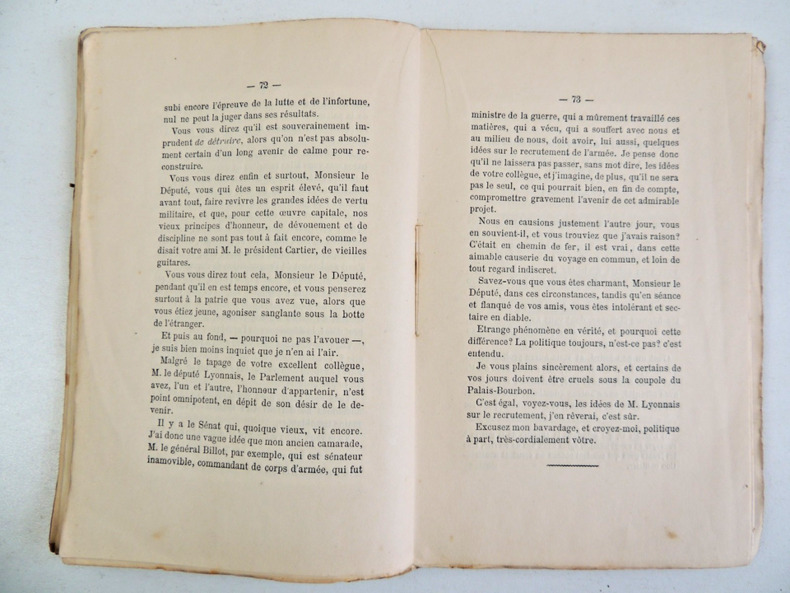 — 72 —
subi encore l'épreuve de la lutte et de l'infortune,
nul ne peut la juger dans ses résultats.
Vous vous direz qu'il est souverainement im-
prudent de détruire, alors qu'on n'est pas absolu-
ment certain d'un long avenir de calme pour re-
construire.
Vous vous direz enfin et surtout, Monsieur le
Député, vous qui êtes un esprit élevé, qu'il faut
avant tout, faire revivre les grandes idées de vertu
militaire, et que, pour cette œuvre capitale, nos
vieux principes d'honneur, de dévouement et de
discipline ne sont pas tout à fait encore, comme le
disait votre ami M. le président Cartier, de vieilles
guitares.
Vous vous direz tout cela, Monsieur le Député,
pendant qu'il en est temps encore, et vous penserez
surtout à la patrie que vous avez vue, alors que
vous étiez jeune, agoniser sanglante sous la botte
de l'étranger.
Et puis au fond, — pourquoi ne pas l'avouer —,
je suis bien moins inquiet que je n'en ai l'air.
Malgré le tapage de votre excellent collègue,
M. le député Lyonnais, le Parlement auquel vous
avez, l'un et l'autre, l'honneur d'appartenir, n'est
point omnipotent, en dépit de son désir de le de-
venir.
Il y a le Sénat qui, quolque vieux, vit encore.
J'ai donc une vague idée que mon ancien camarade,
M. le général Billot, par exemple, qui est sénateur
inamovible, commandant de corps d'armée, qui fut
— 73 —
ministre de la guerre, qui a mûrement travaillé ces
matières, qui a vécu, qui a souffert avec nous et
au milieu de nous, doit avoir, lui aussi, quelques
idées sur le recrutement de l'armée. Je pense donc
qu'il ne laissera pas passer, sans mot dire, les idées
de votre collègue, et j'imagine, de plus, qu'il ne sera
pas le seul, ce qui pourrait bien, en fin de compte,
compromettre gravement l'avenir de cet admirable
projet.
Nous en causions justement l'autre jour, vous
en souvient-il, et vous trouviez que j'avais raison?
C'était en chemin de fer, il est vrai, dans cette
aimable causerie du voyage en commun, et loin de
tout regard indiscret.
Savez-vous que vous êtes charmant, Monsieur le
Député, dans ces circonstances, tandis qu'en séance
et flanqué de vos amis, vous êtes intolérant et sec-
taire en diable.
Etrange phénomène en vérité, et pourquoi cette
différence? La politique toujours, n'est-ce pas? c'est
entendu.
Je vous plains sincèrement alors, et certains de
vos jours doivent être cruels sous la coupole du
Palais-Bourbon.
C'est égal, voyez-vous, les idées de M. Lyonnais
sur le recrutement, j'en rêverai, c'est sûr.
Excusez mon bavardage, et croyez-moi, politique
à part, très-cordialement vôtre.